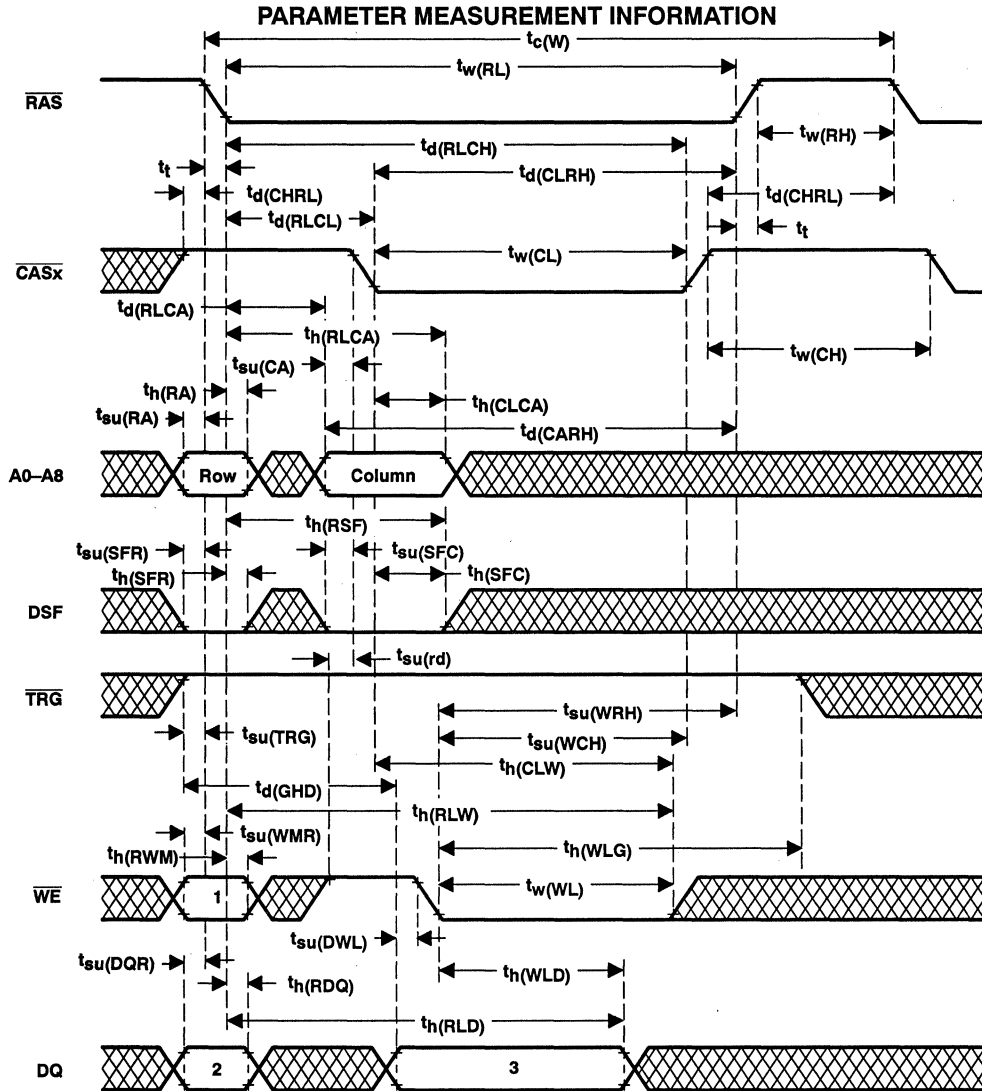 PARAMETER MEASUREMENT INFORMATION
tc(W)
tw(RL)
RAS
tw(RH)
td(RLCH)
tt
td(CLRH)
td(CHRL)
td(CHRL)
td(RLCL)
tt
CASx
tw(CL)
td(RLCA)
th(RLCA)
tw(CH)
tsu(CA)
th(RA)
th(CLCA)
tsu(RA)
td(CARH)
A0–A8
Row
Column
th(RSF)
tsu(SFR)
tsu(SFC)
th(SFR)
th(SFC)
DSF
tsu(rd)
TRG
tsu(WRH)
tsu(TRG)
tsu(WCH)
th(CLW)
td(GHD)
th(RLW)
tsu(WMR)
th(WLG)
th(RWM)
WE
1
tw(WL)
tsu(DWL)
tsu(DQR)
th(WLD)
th(RDQ)
th(RLD)
DQ
2
3